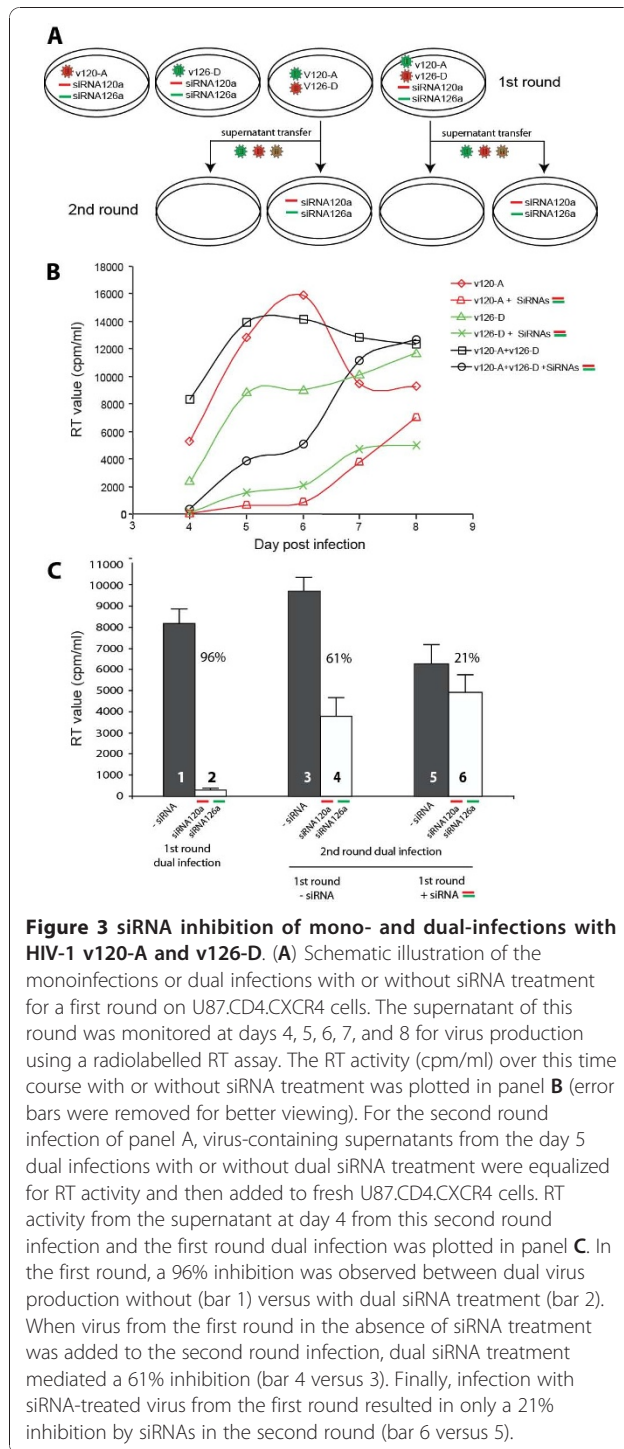 A
v120-A
siRNA120a
siRNA126a
v126-D
siRNA120a
siRNA126a
V120-A
V126-D
v120-A
v126-D
siRNA120a
siRNA126a
1st round
supernatant transfer
supernatant transfer
2nd round
siRNA120a
siRNA126a
siRNA120a
siRNA126a
B
18000
16000
14000
12000
10000
8000
6000
4000
2000
0
RT value (cpm/ml)
3 4 5 6 7 8 9
Day post infection
v120-A
v120-A + SiRNAs
v126-D
v126-D + SiRNAs
v120-A+v126-D
v120-A+v126-D +SiRNAs
C
11000
10000
9000
8000
7000
6000
5000
4000
3000
2000
1000
0
RT value (cpm/ml)
96% 61% 21%
1 2 3 4 5 6
- siRNA siRNA120a siRNA126a - siRNA siRNA120a siRNA126a - siRNA siRNA120a siRNA126a
1st round
dual infection
2nd round dual infection
1st round
- siRNA
1st round
+ siRNA
Figure 3 siRNA inhibition of mono- and dual-infections with
HIV-1 v120-A and v126-D. (A) Schematic illustration of the
monoinfections or dual infections with or without siRNA treatment
for a first round on U87.CD4.CXCR4 cells. The supernatant of this
round was monitored at days 4, 5, 6, 7, and 8 for virus production
using a radiolabelled RT assay. The RT activity (cpm/ml) over this time
course with or without siRNA treatment was plotted in panel B (error
bars were removed for better viewing). For the second round
infection of panel A, virus-containing supernatants from the day 5
dual infections with or without dual siRNA treatment were equalized
for RT activity and then added to fresh U87.CD4.CXCR4 cells. RT
activity from the supernatant at day 4 from this second round
infection and the first round dual infection was plotted in panel C. In
the first round, a 96% inhibition was observed between dual virus
production without (bar 1) versus with dual siRNA treatment (bar 2).
When virus from the first round in the absence of siRNA treatment
was added to the second round infection, dual siRNA treatment
mediated a 61% inhibition (bar 4 versus 3). Finally, infection with
siRNA-treated virus from the first round resulted in only a 21%
inhibition by siRNAs in the second round (bar 6 versus 5).